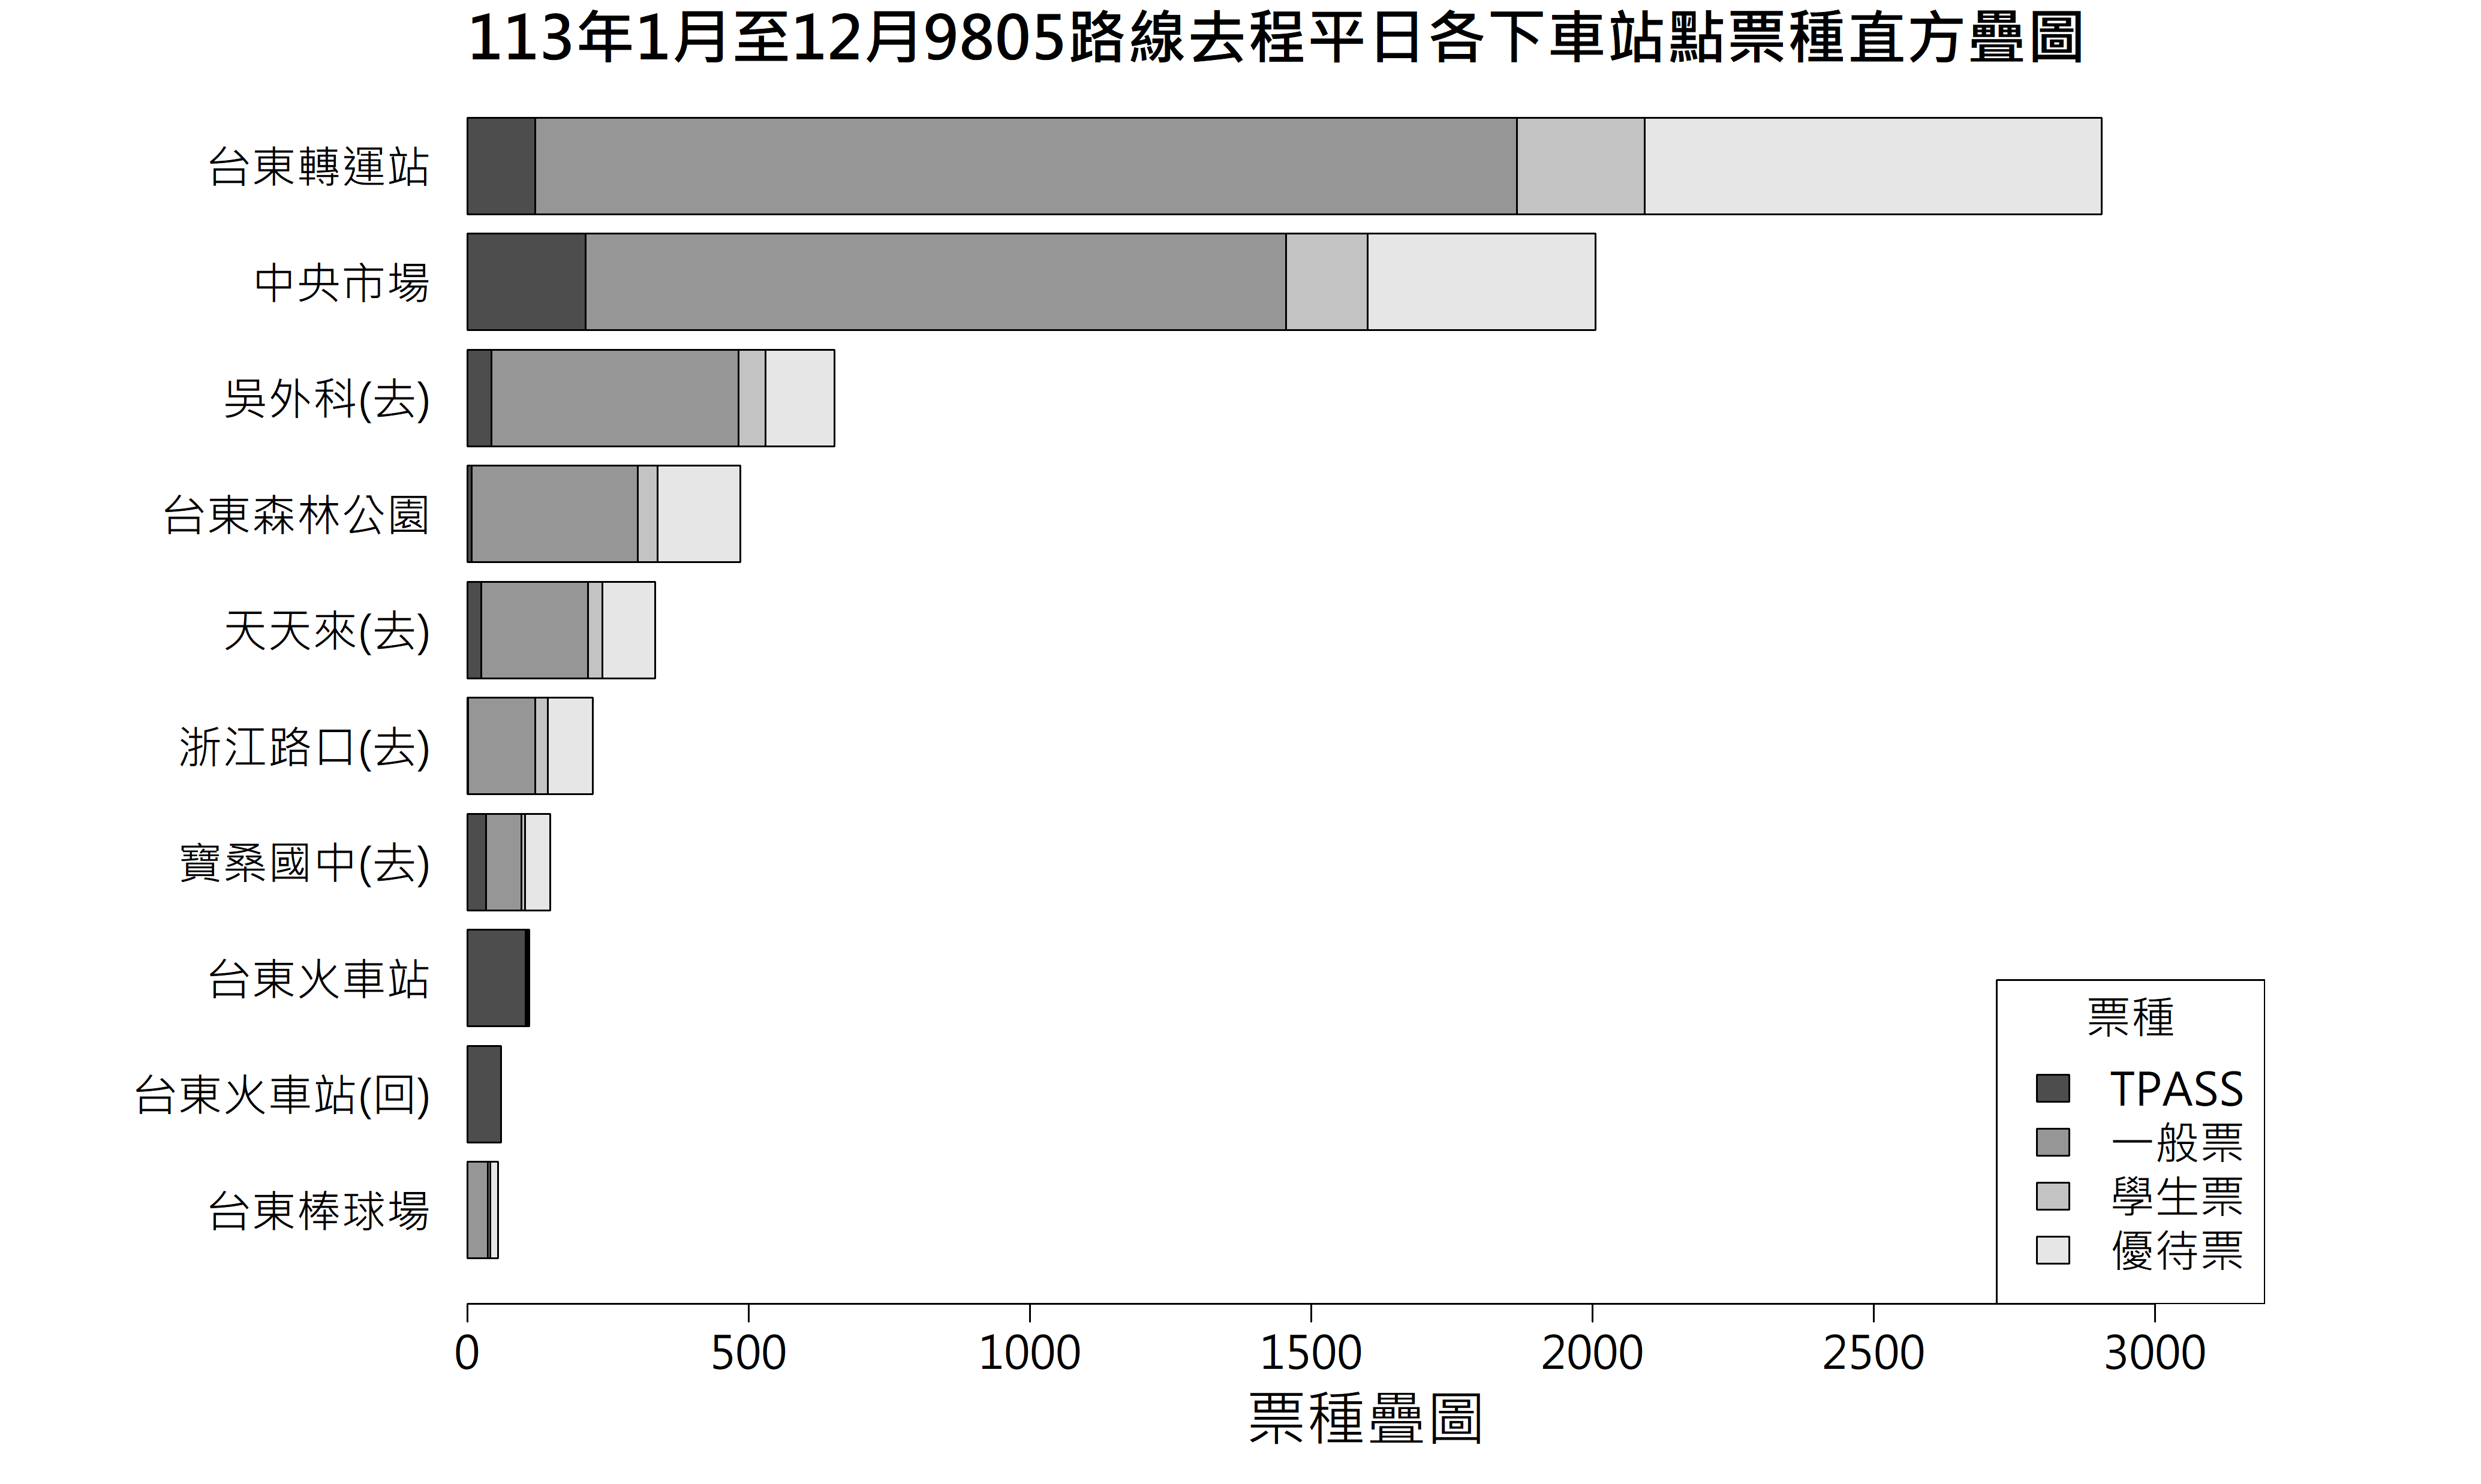 113年1月至12月9805路線去程平日各下車站點票種直方疊圖
台東轉運站
中央市場
吳外科(去)
台東森林公園
天天來(去)
浙江路口(去)
寶桑國中(去)
台東火車站
台東火車站(回)
台東棒球場
票種
TPASS
一般票
學生票
優待票
0 500 1000 1500 2000 2500 3000
票種疊圖